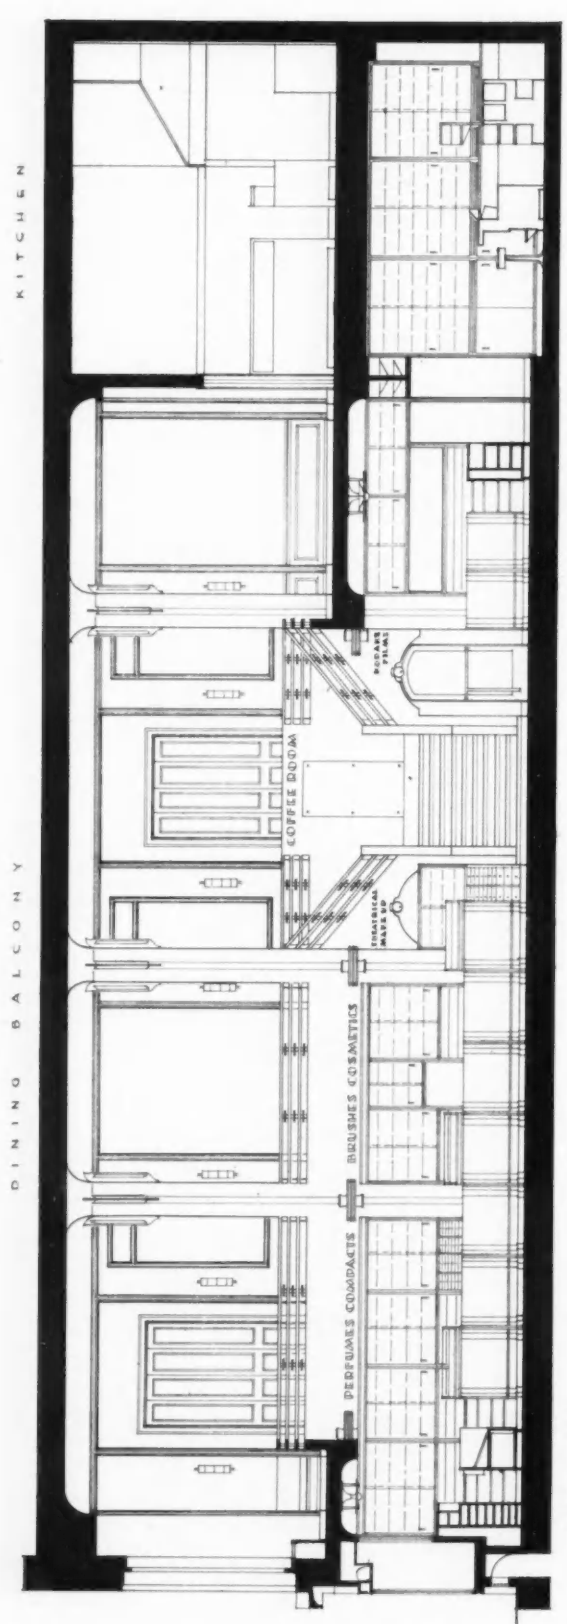 KITCHEN
DINING BALCONY
KODAKS
FILMS
COFFEE ROOM
THEATRICAL
MAKE UP
BRUSHES COSMETICS
PERFUMES COMPACTS